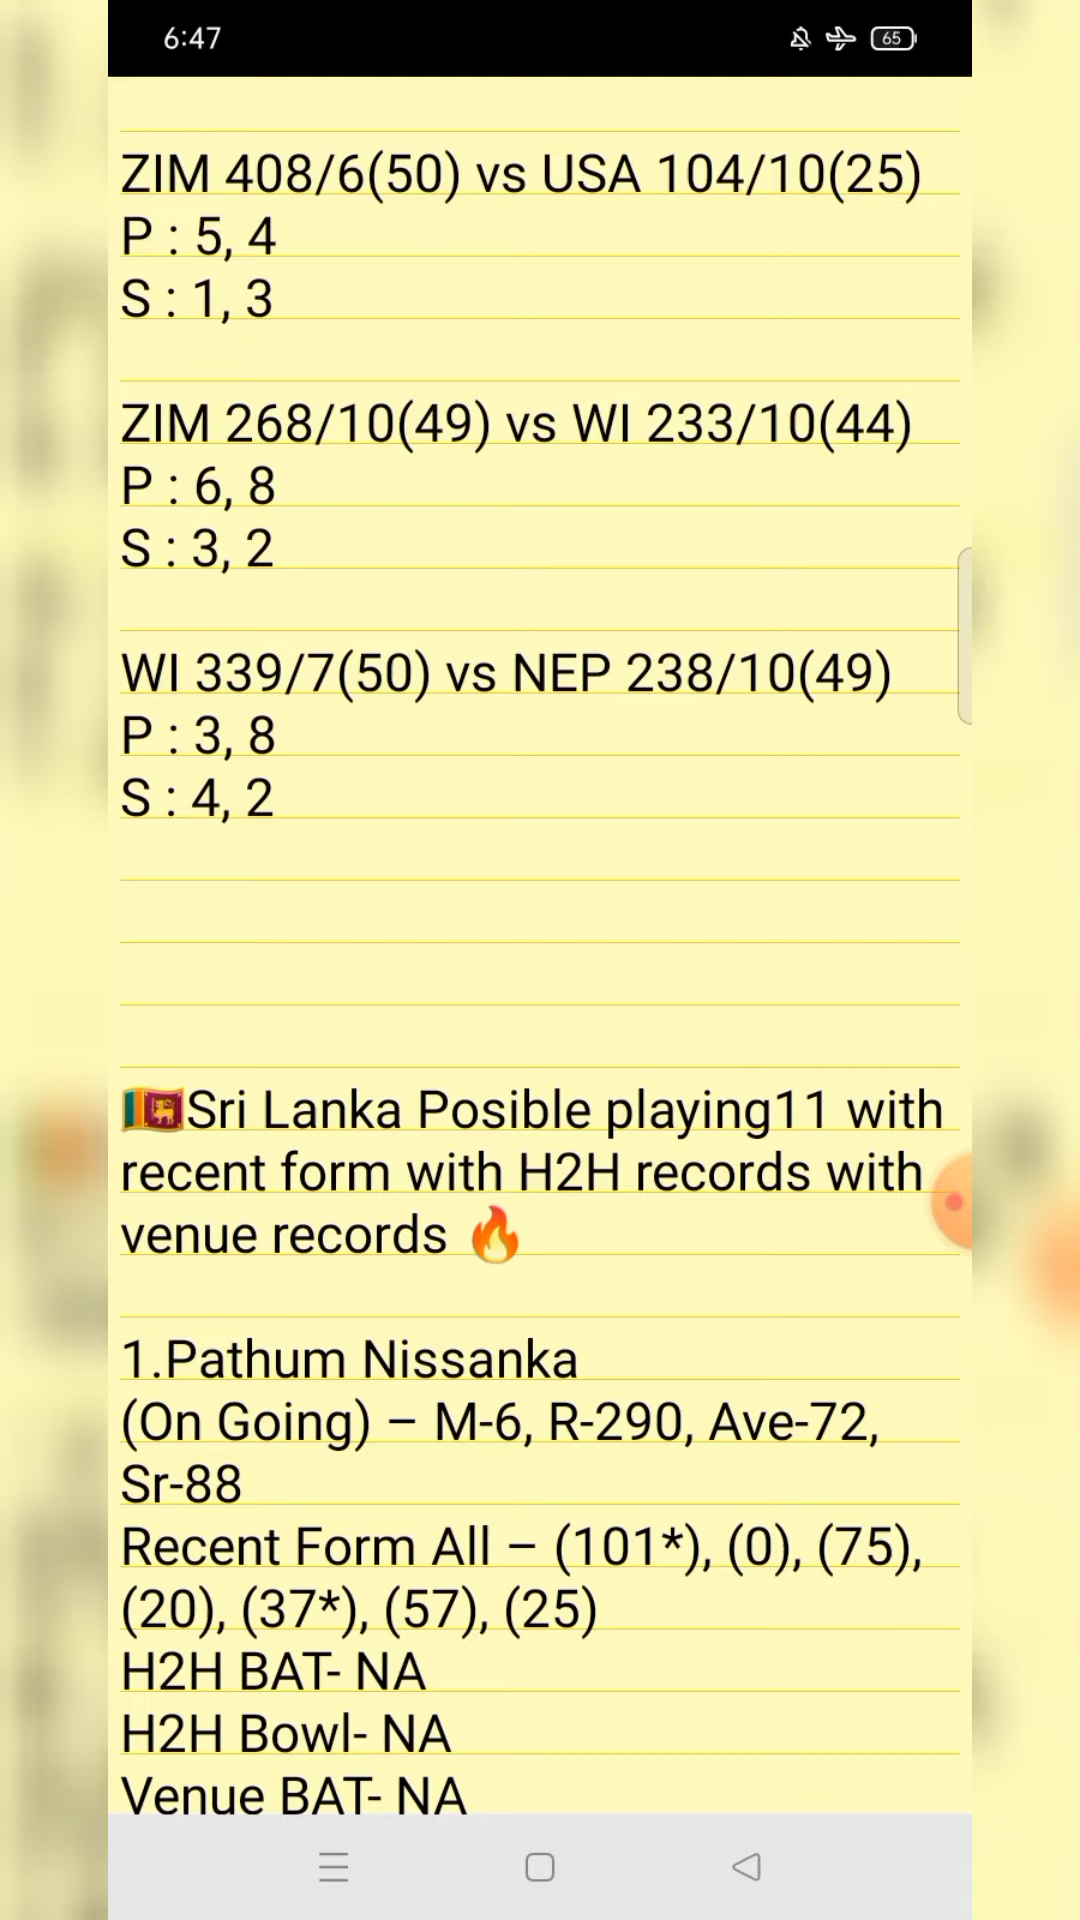 6:47
65
ZIM 408/6(50) vs USA 104/10(25)
P : 5, 4
S : 1, 3
ZIM 268/10(49) vs WI 233/10(44)
P : 6, 8
S : 3, 2
WI 339/7(50) vs NEP 238/10(49)
P : 3, 8
S : 4, 2
🇱🇰Sri Lanka Posible playing11 with
recent form with H2H records with
venue records 🔥
1.Pathum Nissanka
(On Going) – M-6, R-290, Ave-72,
Sr-88
Recent Form All – (101*), (0), (75),
(20), (37*), (57), (25)
H2H BAT- NA
H2H Bowl- NA
Venue BAT- NA